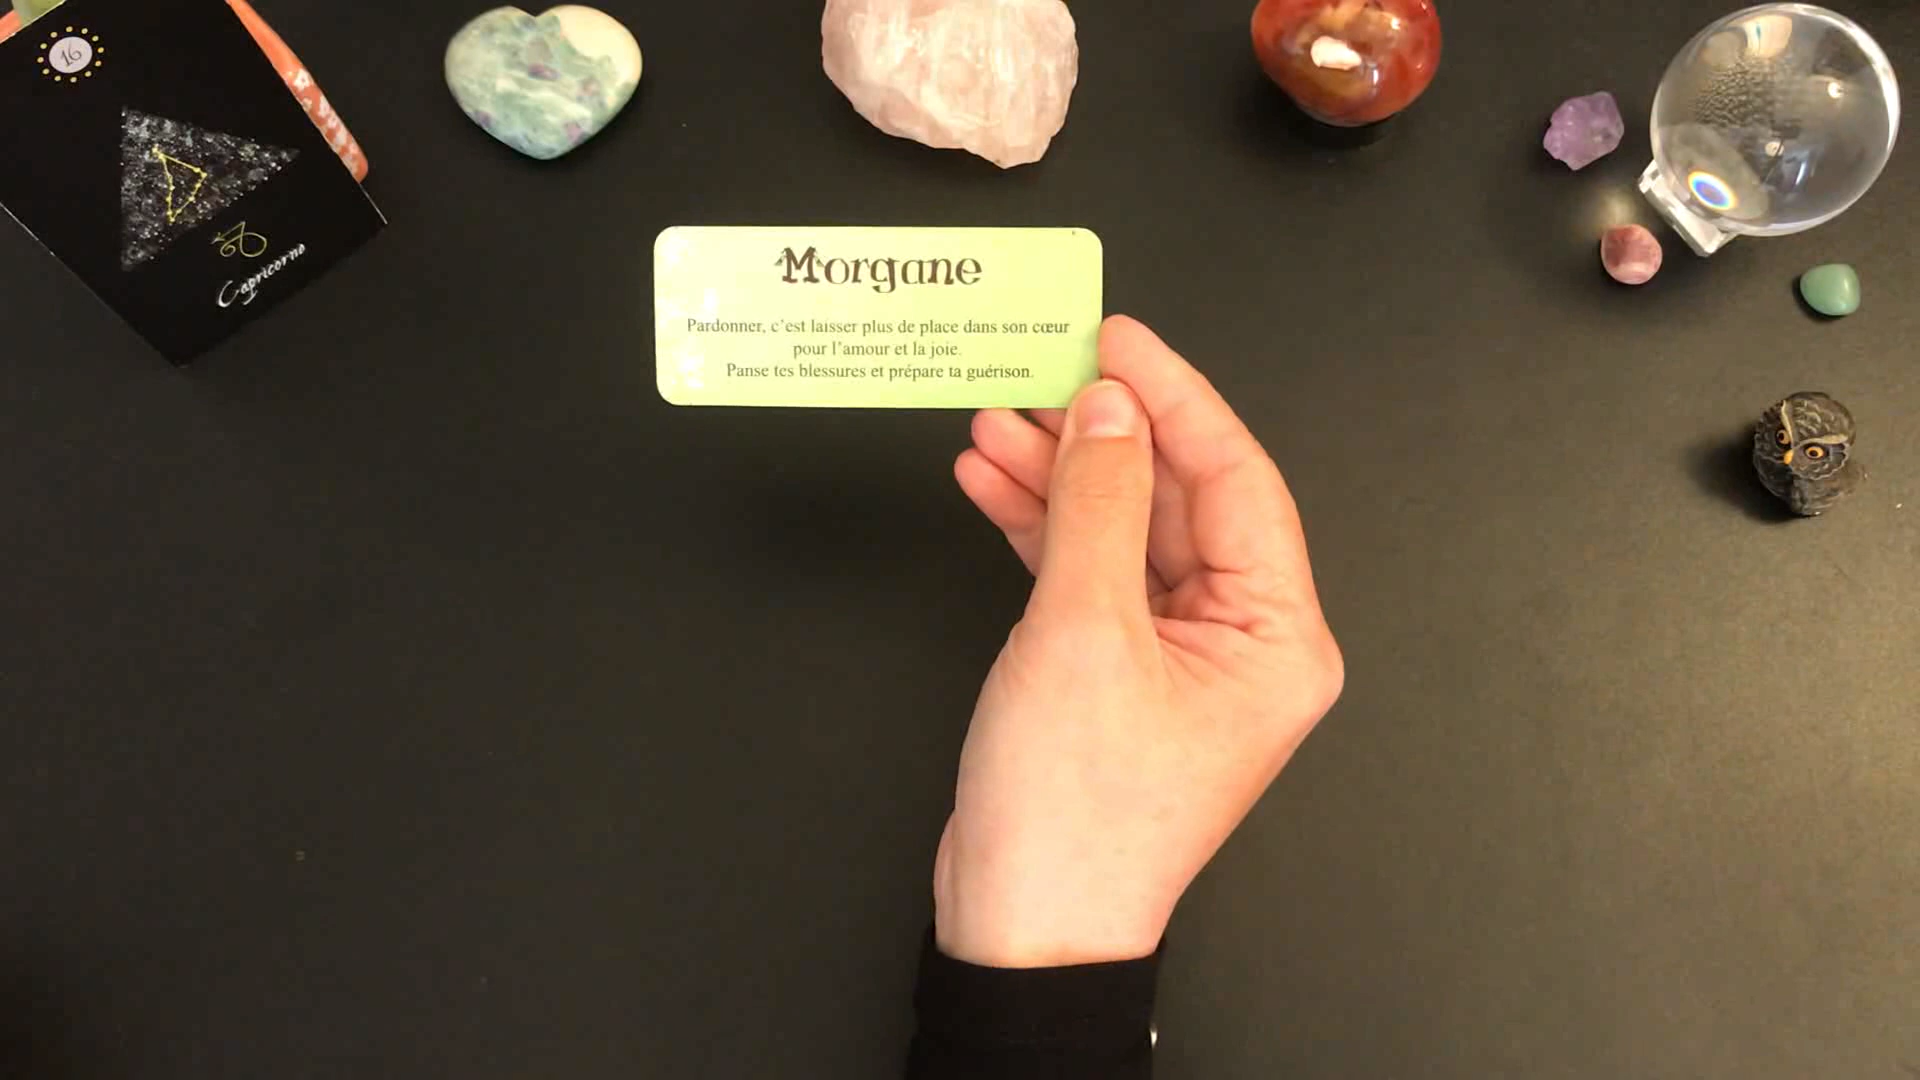 16
Capricorno
Morgane
Pardonner, c’est laisser plus de place dans son cœur
pour l’amour et la joie.
Panse tes blessures et prépare ta guérison.